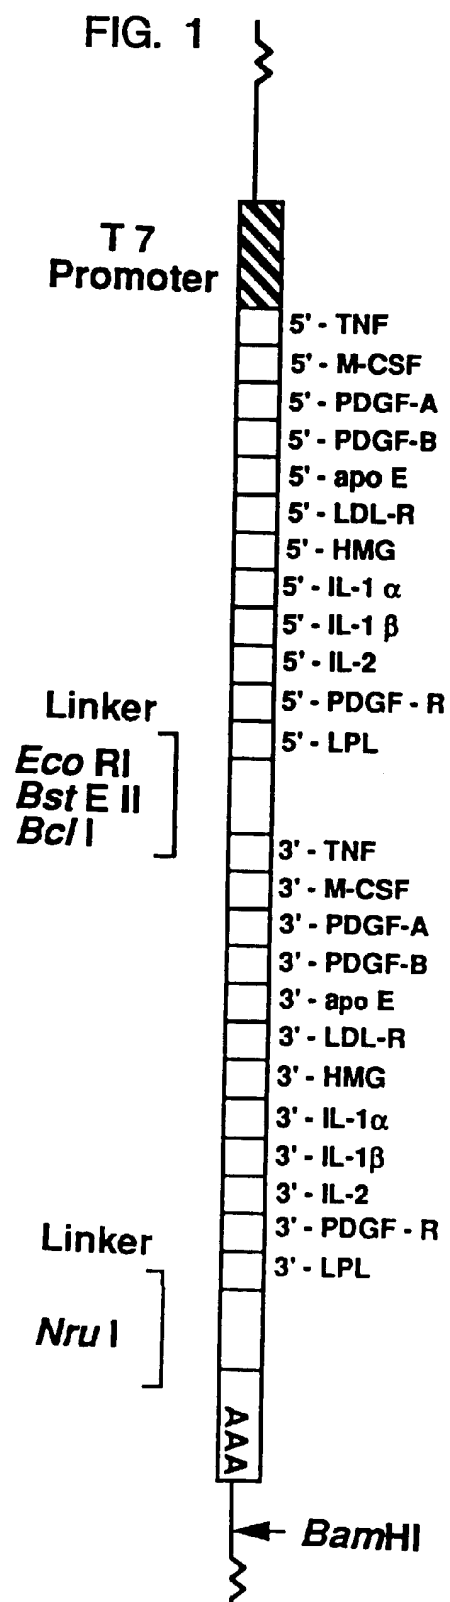 FIG. 1
T 7
Promoter
5' - TNF
5' - M-CSF
5' - PDGF-A
5' - PDGF-B
5' - apo E
5' - LDL-R
5' - HMG
5' - IL-1 α
5' - IL-1 β
5' - IL-2
5' - PDGF - R
5' - LPL
Linker
Eco RI
Bst E II
Bcl I
3' - TNF
3' - M-CSF
3' - PDGF-A
3' - PDGF-B
3' - apo E
3' - LDL-R
3' - HMG
3' - IL-1α
3' - IL-1β
3' - IL-2
3' - PDGF - R
3' - LPL
Linker
Nru I
AAA
BamHI